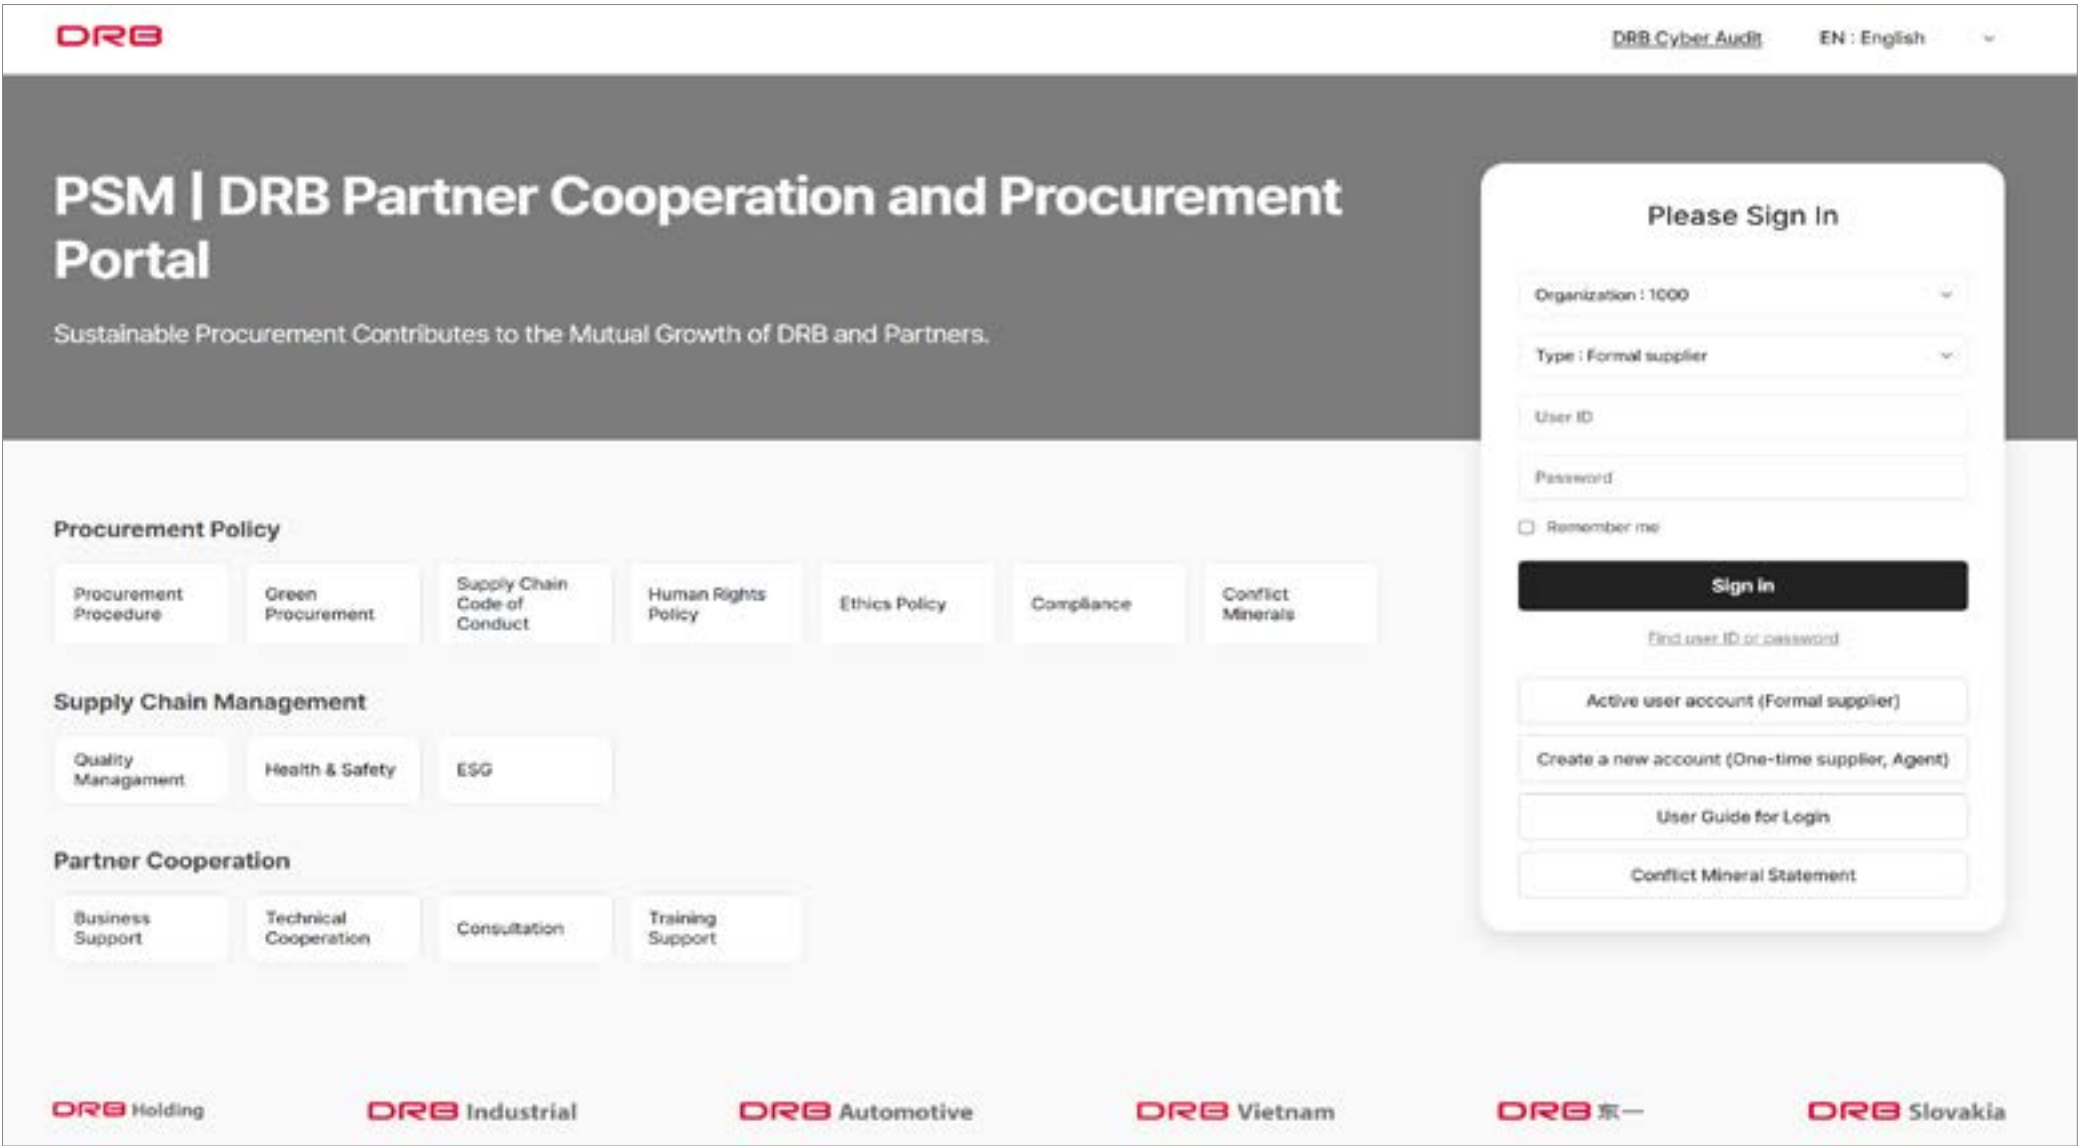 DRB
DRB Cyber Audit
EN : English
PSM | DRB Partner Cooperation and Procurement
Portal
Sustainable Procurement Contributes to the Mutual Growth of DRB and Partners.
Please Sign In
Organization : 1000
Type : Formal supplier
User ID
Password
Remember me
Sign in
Find user ID or password
Active user account (Formal supplier)
Create a new account (One-time supplier, Agent)
User Guide for Login
Conflict Mineral Statement
Procurement Policy
Procurement
Procedure
Green
Procurement
Supply Chain
Code of
Conduct
Human Rights
Policy
Ethics Policy
Compliance
Conflict
Minerals
Supply Chain Management
Quality
Managament
Health & Safety
ESG
Partner Cooperation
Business
Support
Technical
Cooperation
Consultation
Training
Support
DRB Holding
DRB Industrial
DRB Automotive
DRB Vietnam
DRB 东一
DRB Slovakia